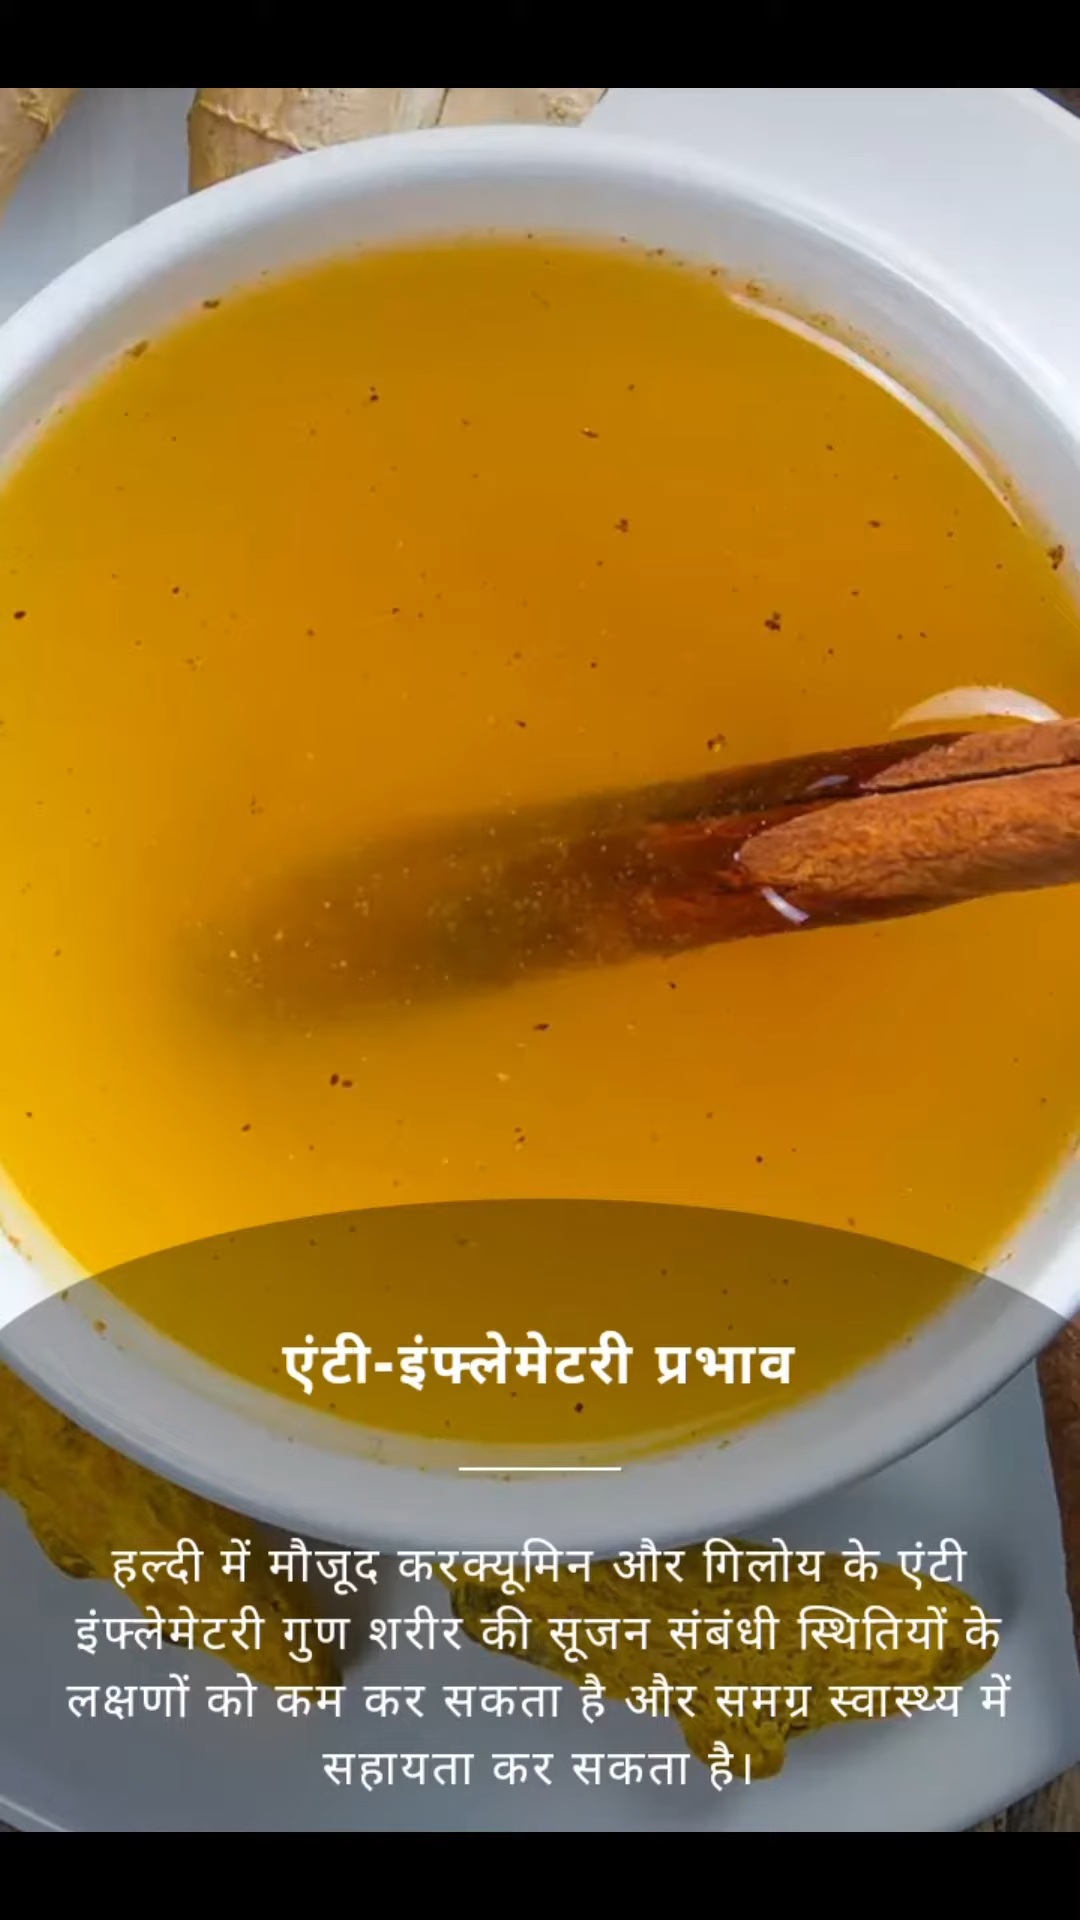 एंटी-इंफ्लेमेटरी प्रभाव
हल्दी में मौजूद करक्यूमिन और गिलोय के एंटी
इंफ्लेमेटरी गुण शरीर की सूजन संबंधी स्थितियों के
लक्षणों को कम कर सकता है और समग्र स्वास्थ्य में
सहायता कर सकता है।